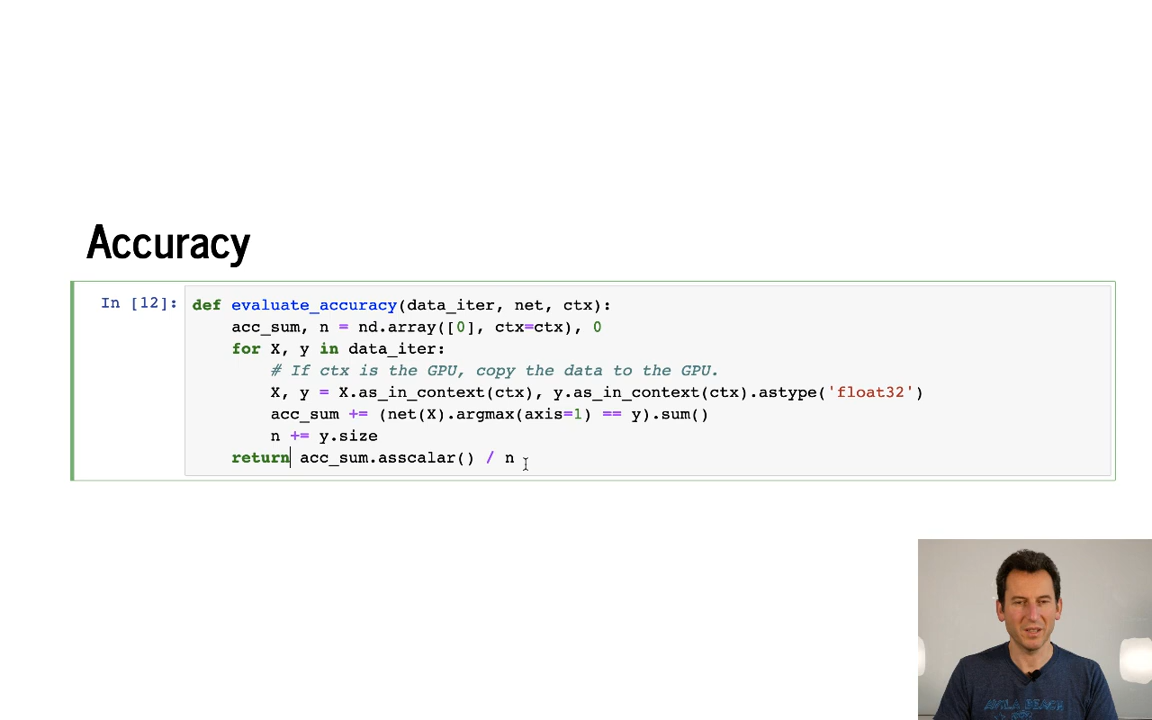 Accuracy
In [12]:
def evaluate_accuracy(data_iter, net, ctx):
    acc_sum, n = nd.array([0], ctx=ctx), 0
    for X, y in data_iter:
        # If ctx is the GPU, copy the data to the GPU.
        X, y = X.as_in_context(ctx), y.as_in_context(ctx).astype('float32')
        acc_sum += (net(X).argmax(axis=1) == y).sum()
        n += y.size
    return acc_sum.asscalar() / n
AVILA BEACH